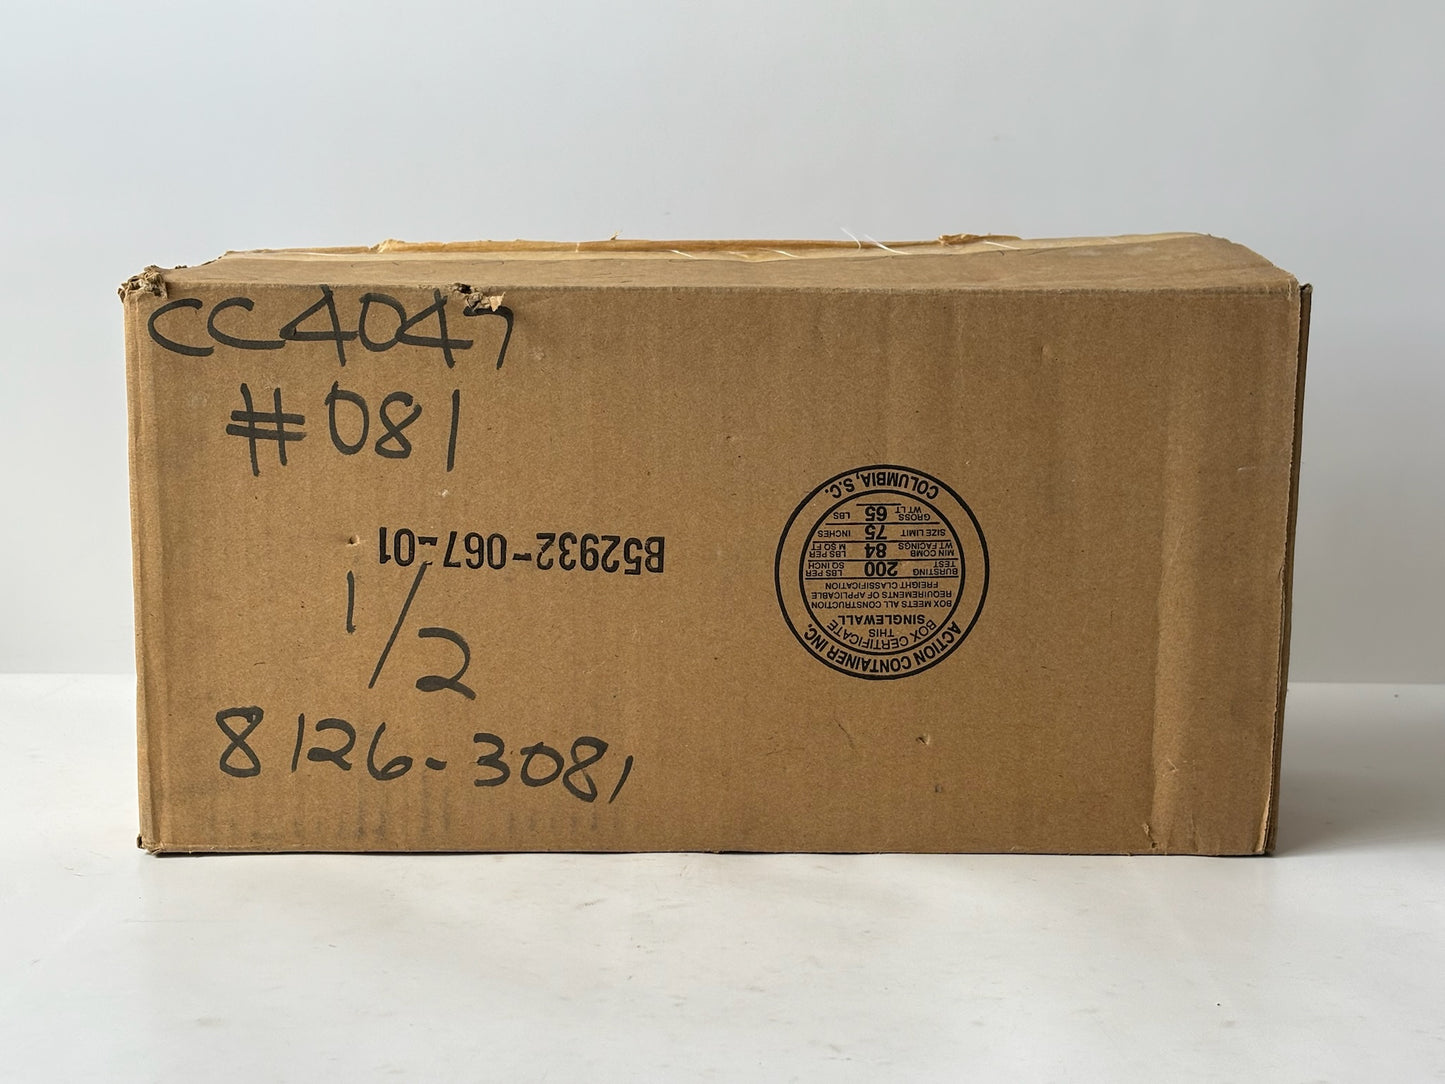 CC4047
#081
1/2
8126-3081
B52932-067-01
ACTION CONTAINER INC.
BOX CERTIFICATE
THIS
SINGLEWALL
BOX MEETS ALL CONSTRUCTION
REQUIREMENTS OF APPLICABLE
FREIGHT CLASSIFICATION
BURSTING TEST 200 LBS PER SQ INCH
MIN COMB WT FACINGS 84 LBS PER M SQ FT
SIZE LIMIT 75 INCHES
GROSS WT LT 65 LBS
COLUMBIA, S.C.